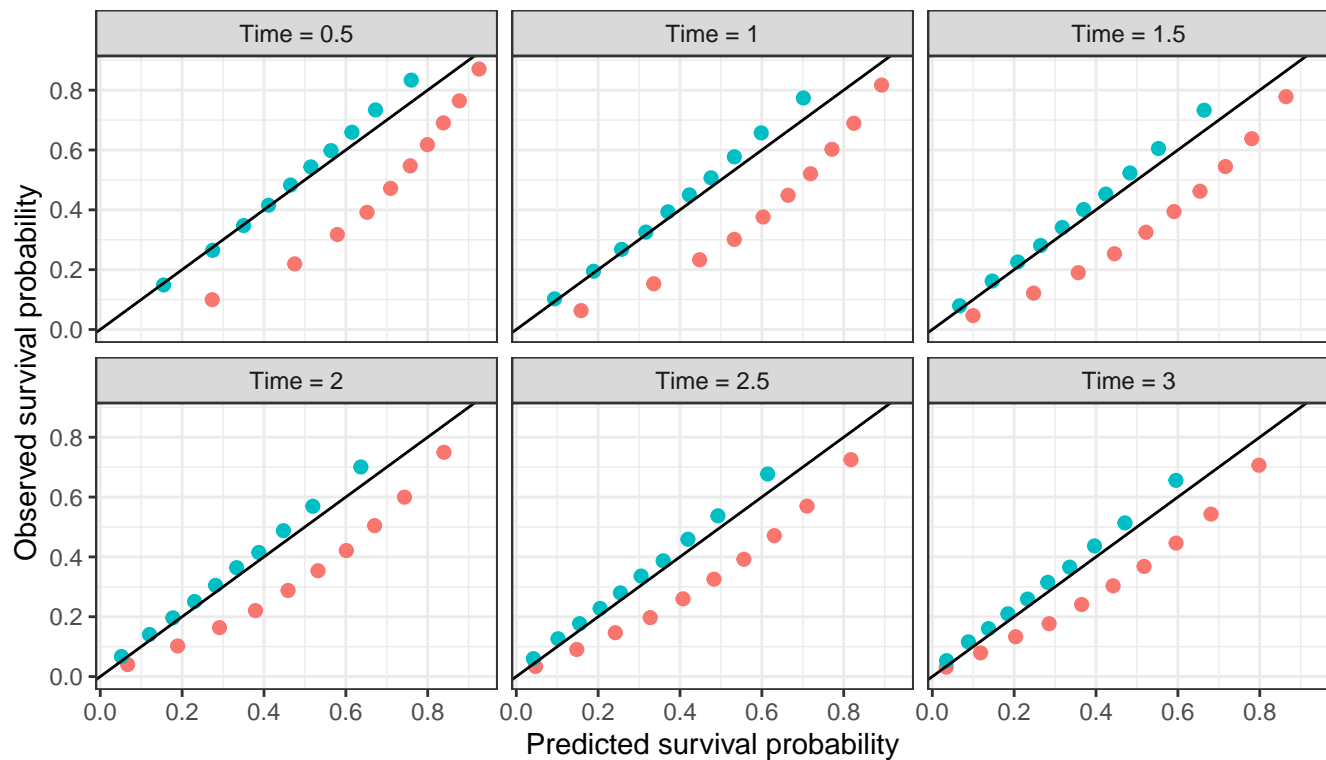 Time = 0.5
Time = 1
Time = 1.5
0.8
0.6
0.4
0.2
0.0
Time = 2
Time = 2.5
Time = 3
0.8
0.6
0.4
0.2
0.0
0.0 0.2 0.4 0.6 0.8
0.0 0.2 0.4 0.6 0.8
0.0 0.2 0.4 0.6 0.8
Observed survival probability
Predicted survival probability